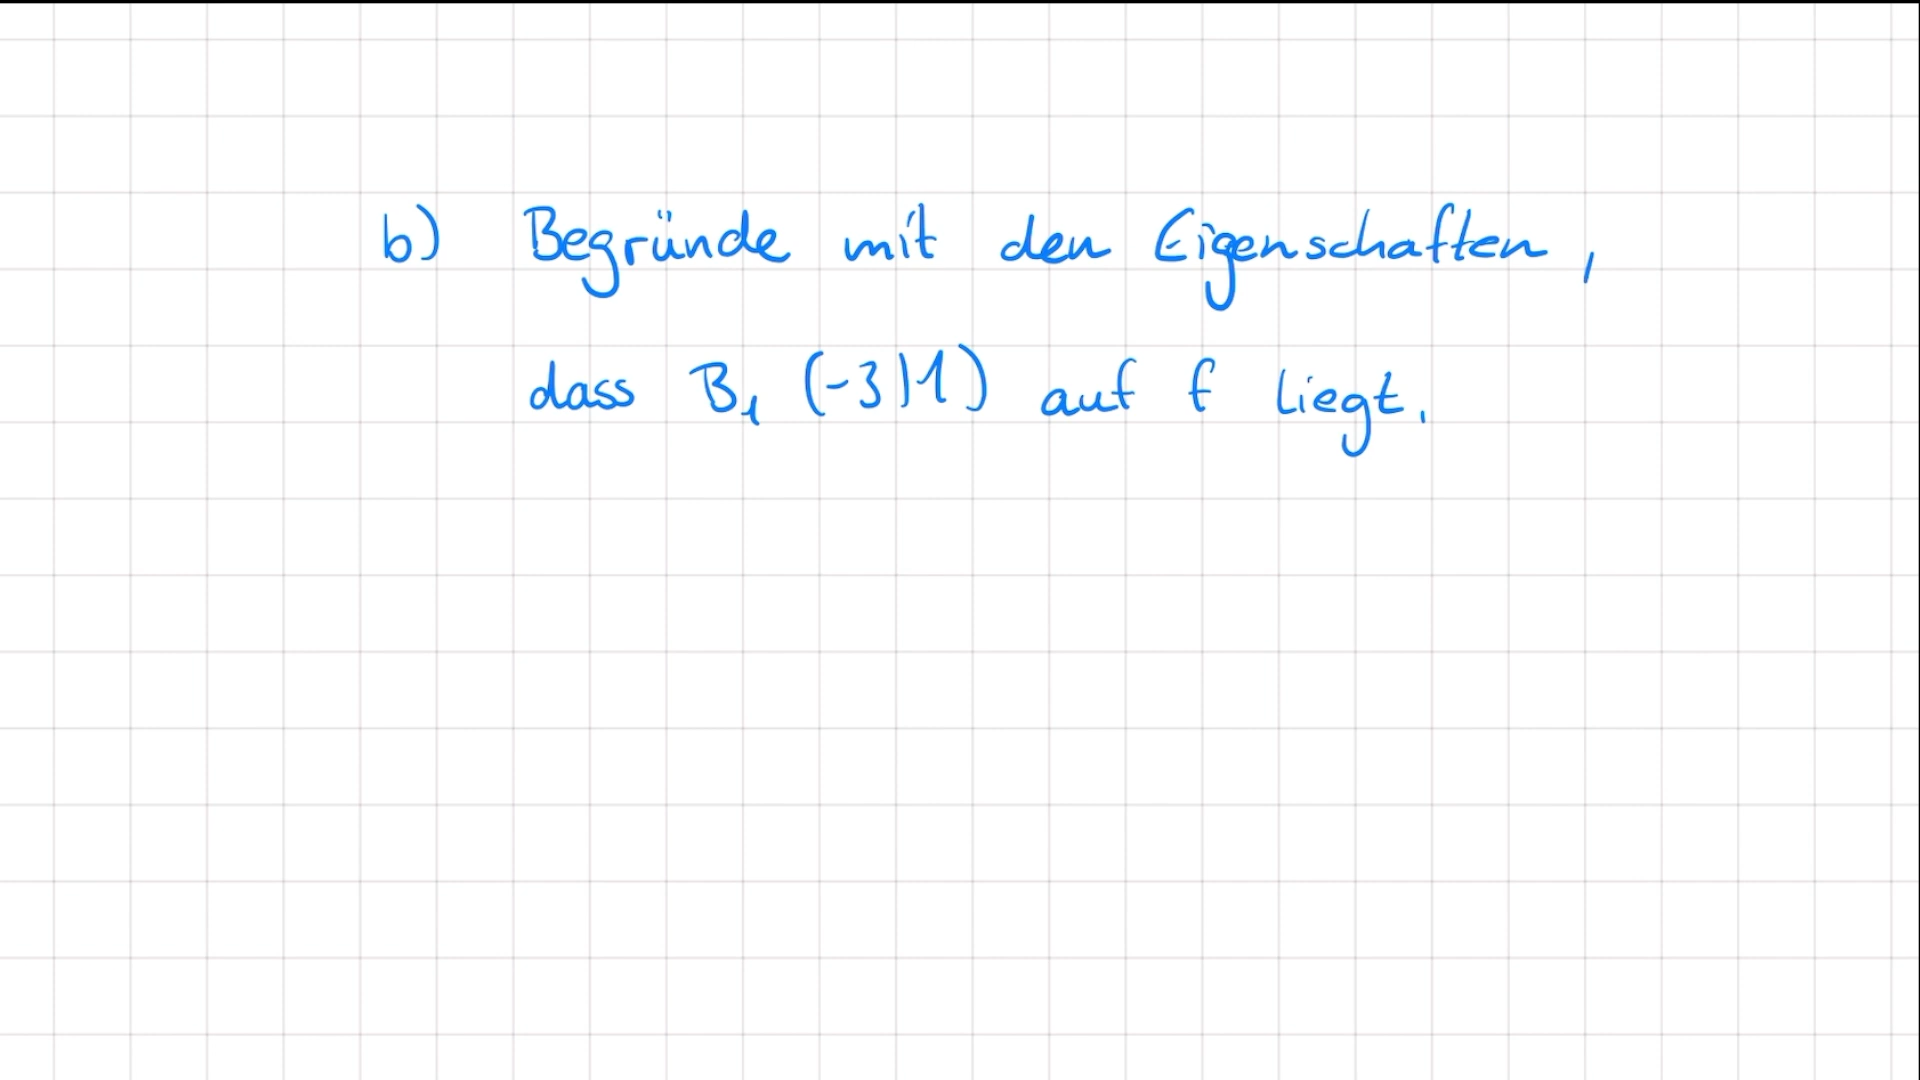 b) Begründe mit den Eigenschaften,
dass B₁ (-3|1) auf f liegt.